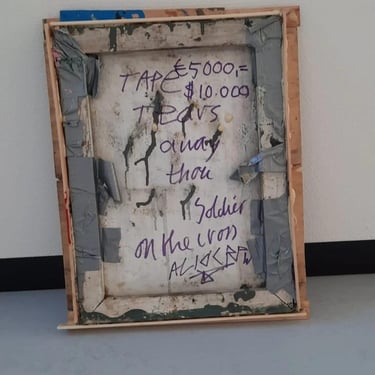 TAPE €5000,=
$10.000
TEARS
away
thou
Soldier
on the cross